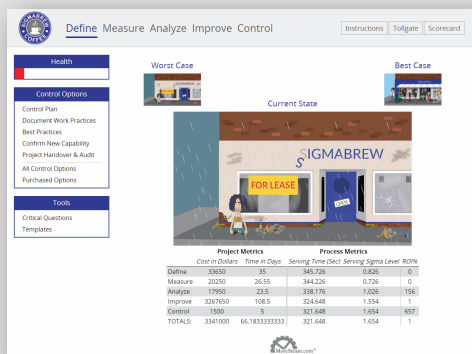 SIGMABREW COFFEE
Define Measure Analyze Improve Control
Instructions Tollgate Scorecard
Health
Control Options
Control Plan
Document Work Practices
Best Practices
Confirm New Capability
Project Handover & Audit
All Control Options
Purchased Options
Tools
Critical Questions
Templates
Worst Case
Best Case
Current State
SIGMABREW
FOR LEASE
Project Metrics Process Metrics
Cost in Dollars Time in Days Serving Time (Sec) Serving Sigma Level ROI%
Define 33650 35 345.726 0.826 0
Measure 20250 26.55 344.226 0.726 0
Analyze 17950 23.5 338.176 1.026 156
Improve 3267650 108.5 324.648 1.554 1
Control 1500 5 321.648 1.654 657
TOTALS: 3341000 66.1833333333 321.648 1.654 1
MoreSteam.com